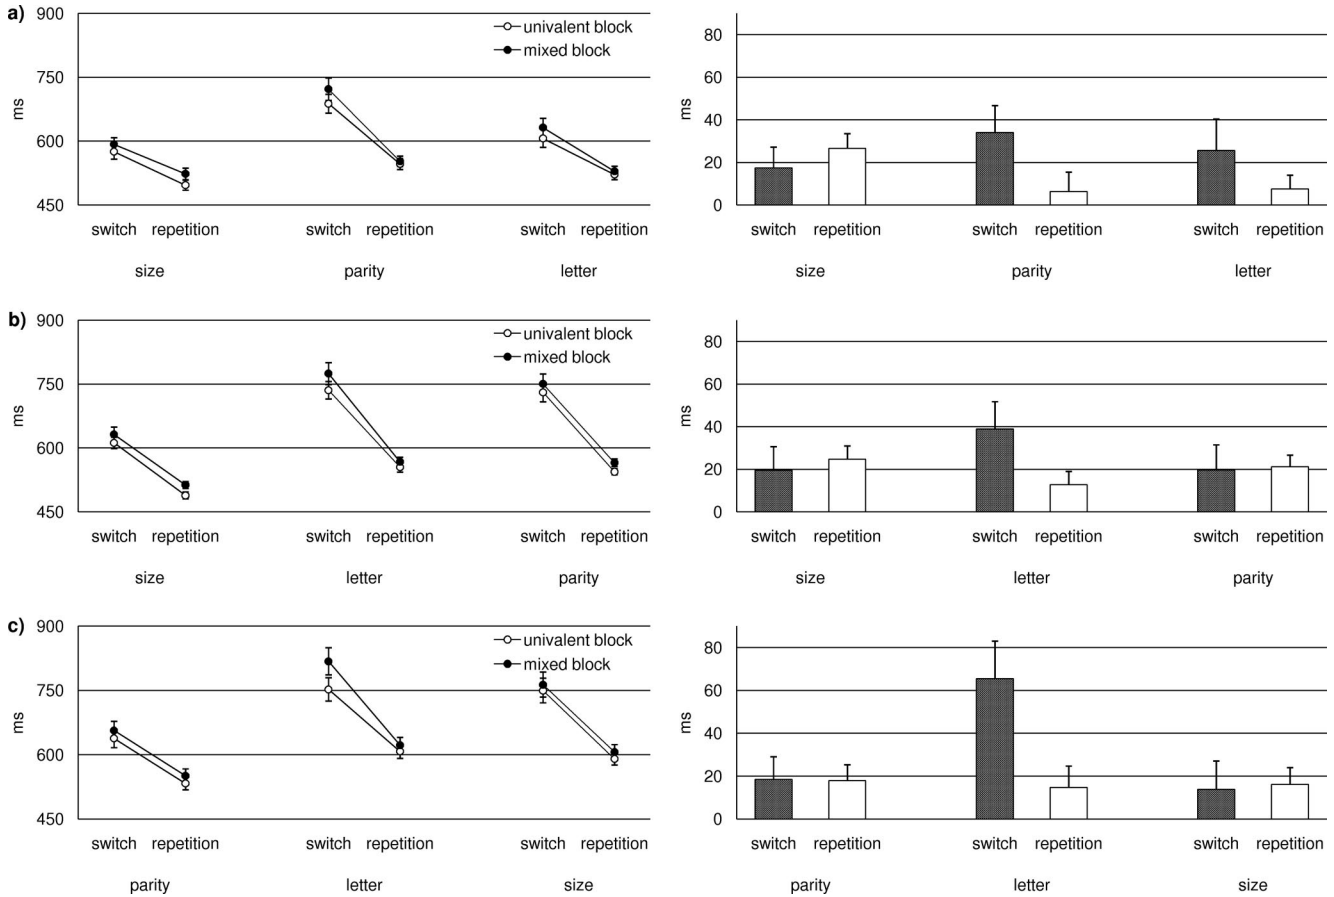 a)
900
750
600
450
ms
univalent block
mixed block
switch repetition switch repetition switch repetition
size parity letter
80
60
40
20
0
ms
switch repetition switch repetition switch repetition
size parity letter
b)
900
750
600
450
ms
univalent block
mixed block
switch repetition switch repetition switch repetition
size letter parity
80
60
40
20
0
ms
switch repetition switch repetition switch repetition
size letter parity
c)
900
750
600
450
ms
univalent block
mixed block
switch repetition switch repetition switch repetition
parity letter size
80
60
40
20
0
ms
switch repetition switch repetition switch repetition
parity letter size